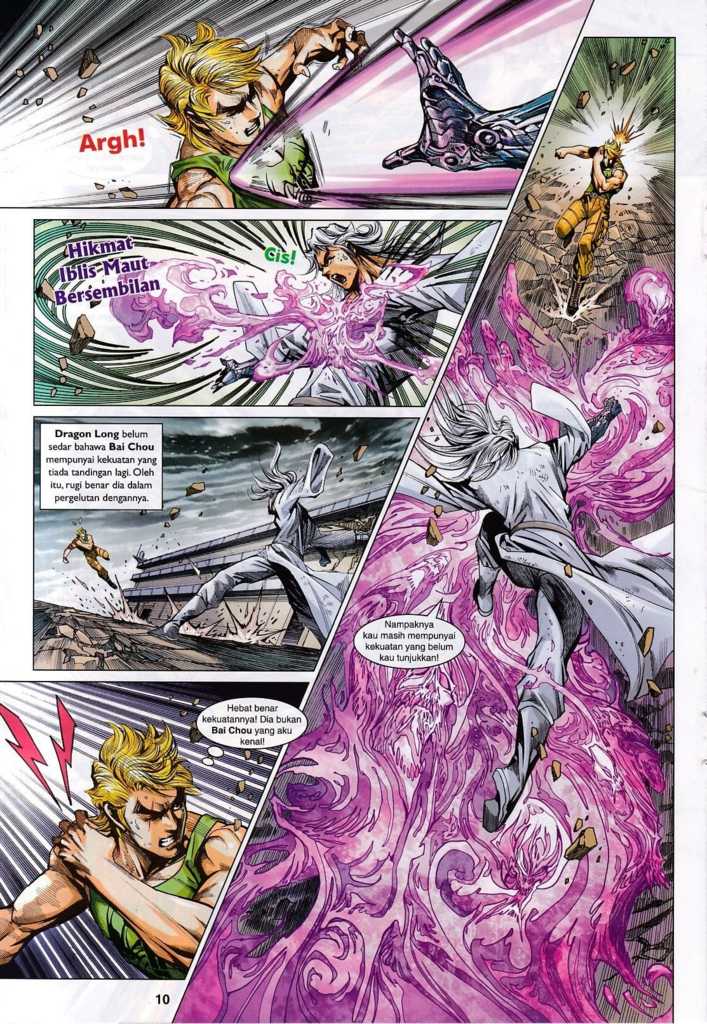 Argh!
Hikmat
Iblis Maut
Bersembilan
Cis!
Dragon Long belum
sedar bahawa Bai Chou
mempunyai kekuatan yang
tiada tandingan lagi. Oleh
itu, rugi benar dia dalam
pergelutan dengannya.
Nampaknya
kau masih mempunyai
kekuatan yang belum
kau tunjukkan!
Hebat benar
kekuatannya! Dia bukan
Bai Chou yang aku
kenal!
10